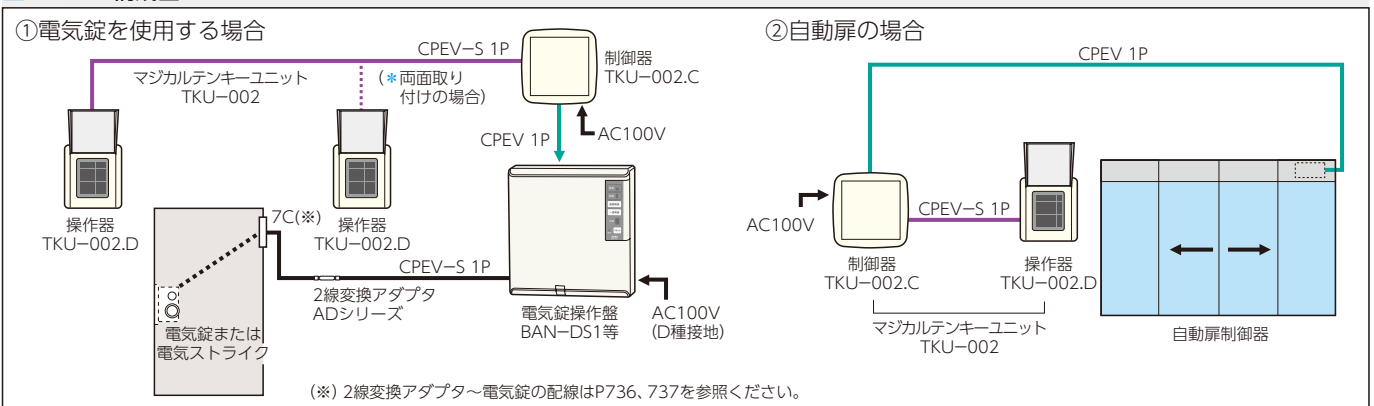 ①電気錠を使用する場合
CPEV−S 1P
マジカルテンキーユニット
TKU−002
(＊両面取り
付けの場合)
制御器
TKU−002.C
AC100V
CPEV 1P
操作器
TKU−002.D
7C(※)
操作器
TKU−002.D
CPEV−S 1P
2線変換アダプタ
ADシリーズ
電気錠または
電気ストライク
電気錠操作盤
BAN−DS1等
AC100V
(D種接地)
(※) 2線変換アダプタ～電気錠の配線はP736、737を参照ください。
②自動扉の場合
CPEV 1P
AC100V
CPEV−S 1P
制御器
TKU−002.C
操作器
TKU−002.D
マジカルテンキーユニット
TKU−002
自動扉制御器